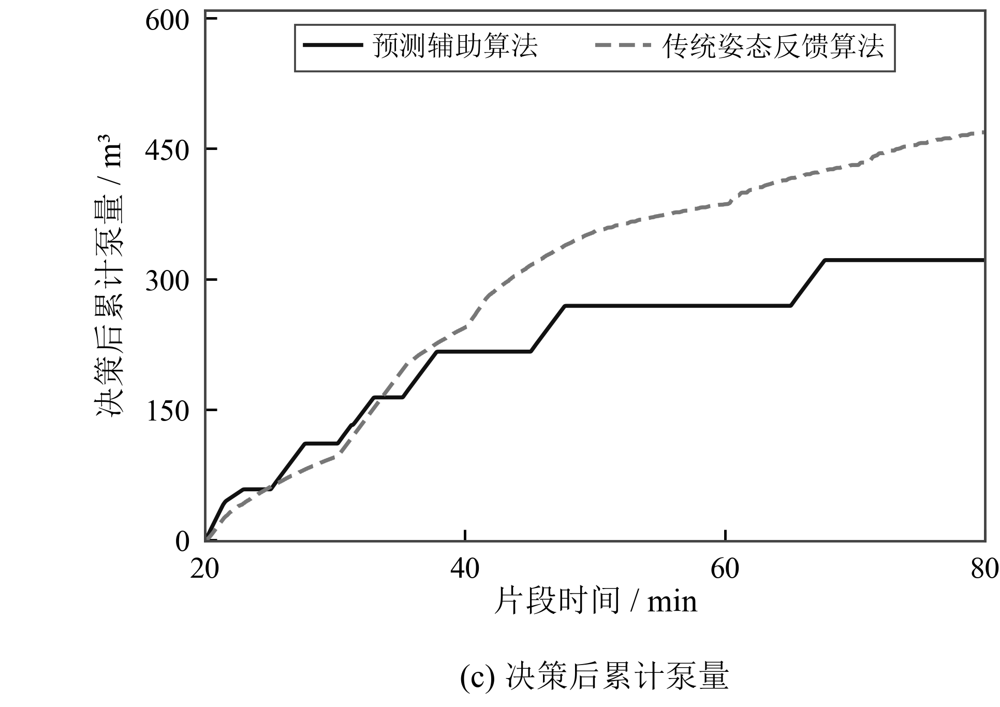 600
预测辅助算法 传统姿态反馈算法
450
300
150
0
决策后累计泵量 / m³
20 40 60 80
片段时间 / min
(c) 决策后累计泵量